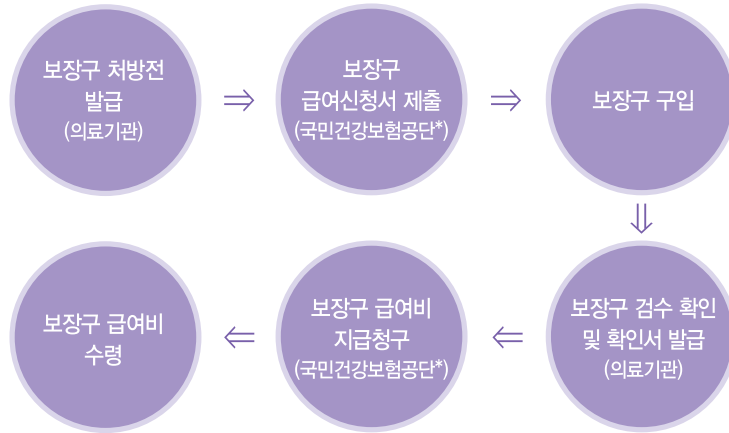 보장구 처방전
발급
(의료기관)
⇒
보장구
급여신청서 제출
(국민건강보험공단*)
⇒
보장구 구입
⇓
보장구 검수 확인
및 확인서 발급
(의료기관)
⇐
보장구 급여비
지급청구
(국민건강보험공단*)
⇐
보장구 급여비
수령